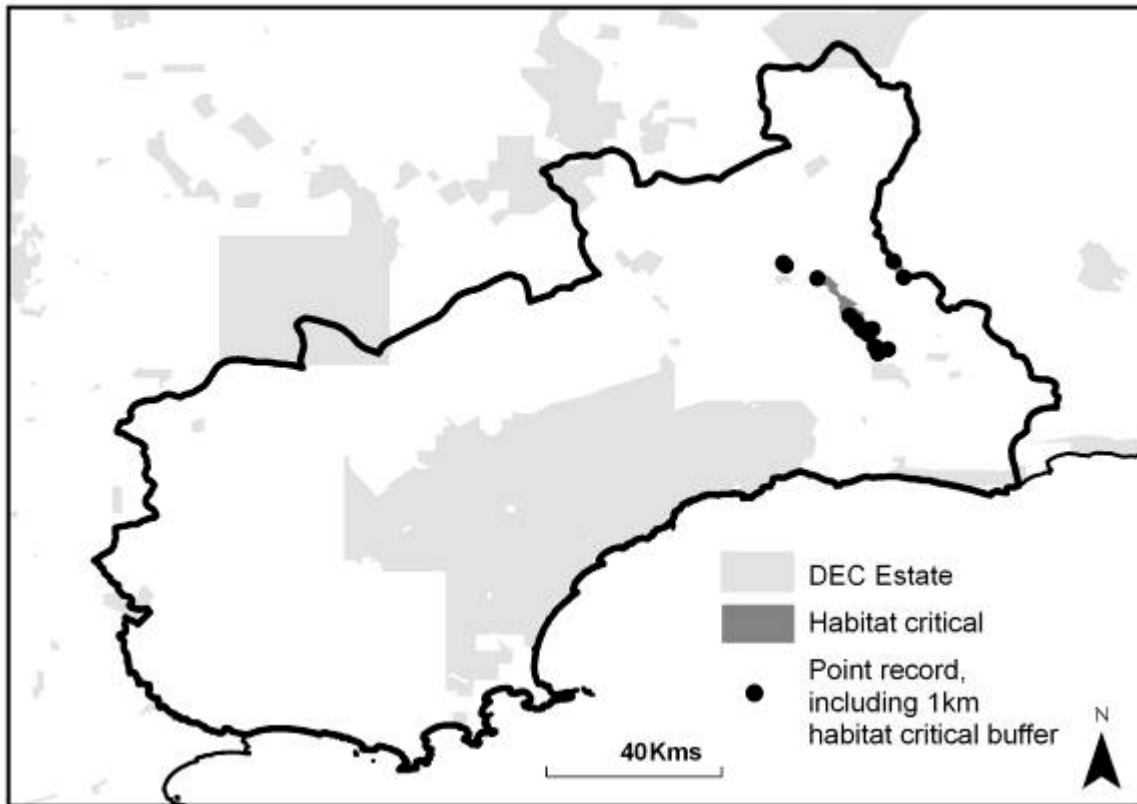 DEC Estate
Habitat critical
Point record,
including 1km
habitat critical buffer
40Kms
N